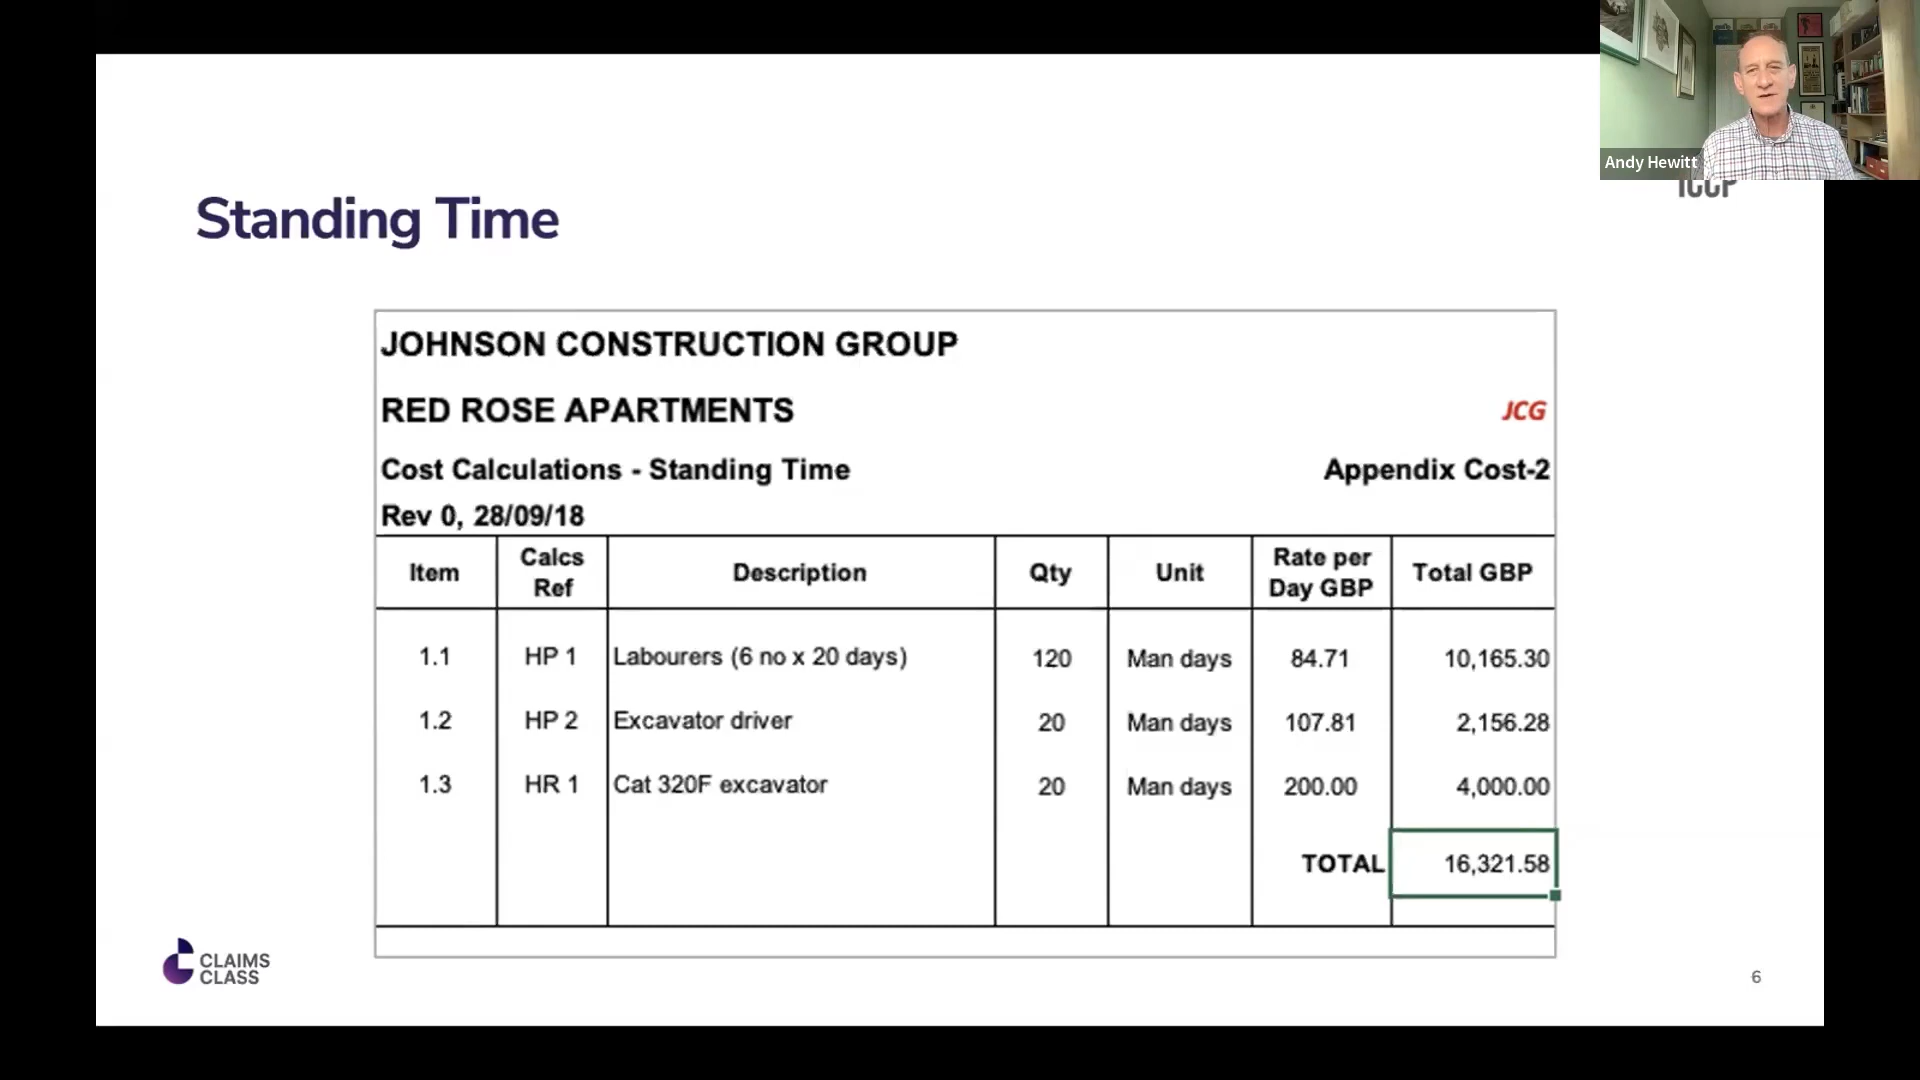 Andy Hewitt
ICCP
Standing Time
JOHNSON CONSTRUCTION GROUP
RED ROSE APARTMENTS
JCG
Cost Calculations - Standing Time
Appendix Cost-2
Rev 0, 28/09/18
Item Calcs Ref Description Qty Unit Rate per Day GBP Total GBP
1.1 HP 1 Labourers (6 no x 20 days) 120 Man days 84.71 10,165.30
1.2 HP 2 Excavator driver 20 Man days 107.81 2,156.28
1.3 HR 1 Cat 320F excavator 20 Man days 200.00 4,000.00
TOTAL 16,321.58
CLAIMS
CLASS
6